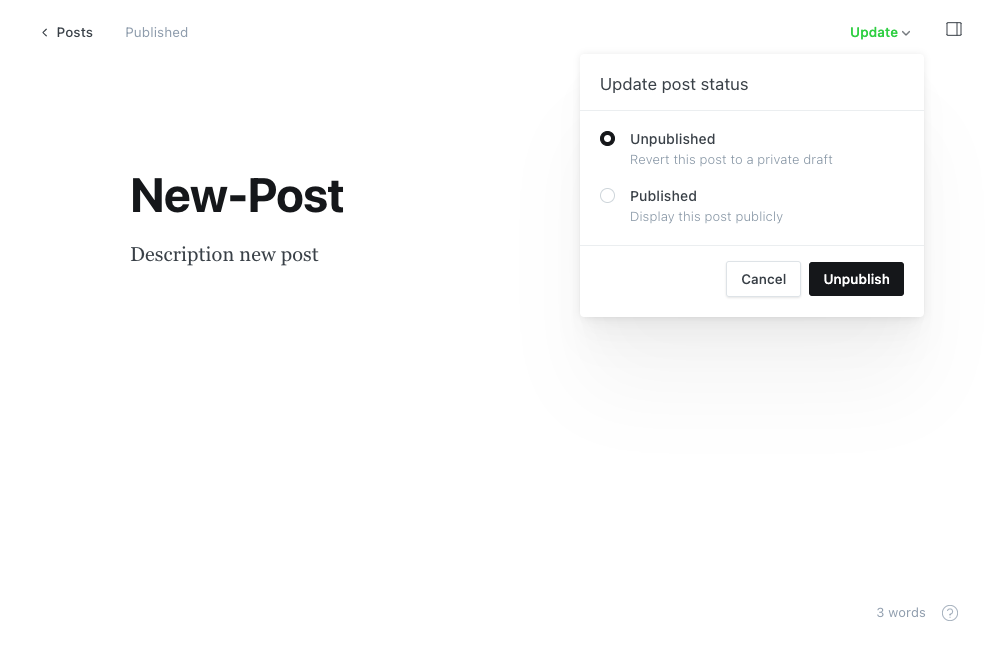 Posts
Published
Update
Update post status
Unpublished
Revert this post to a private draft
Published
Display this post publicly
Cancel
Unpublish
New-Post
Description new post
3 words
?